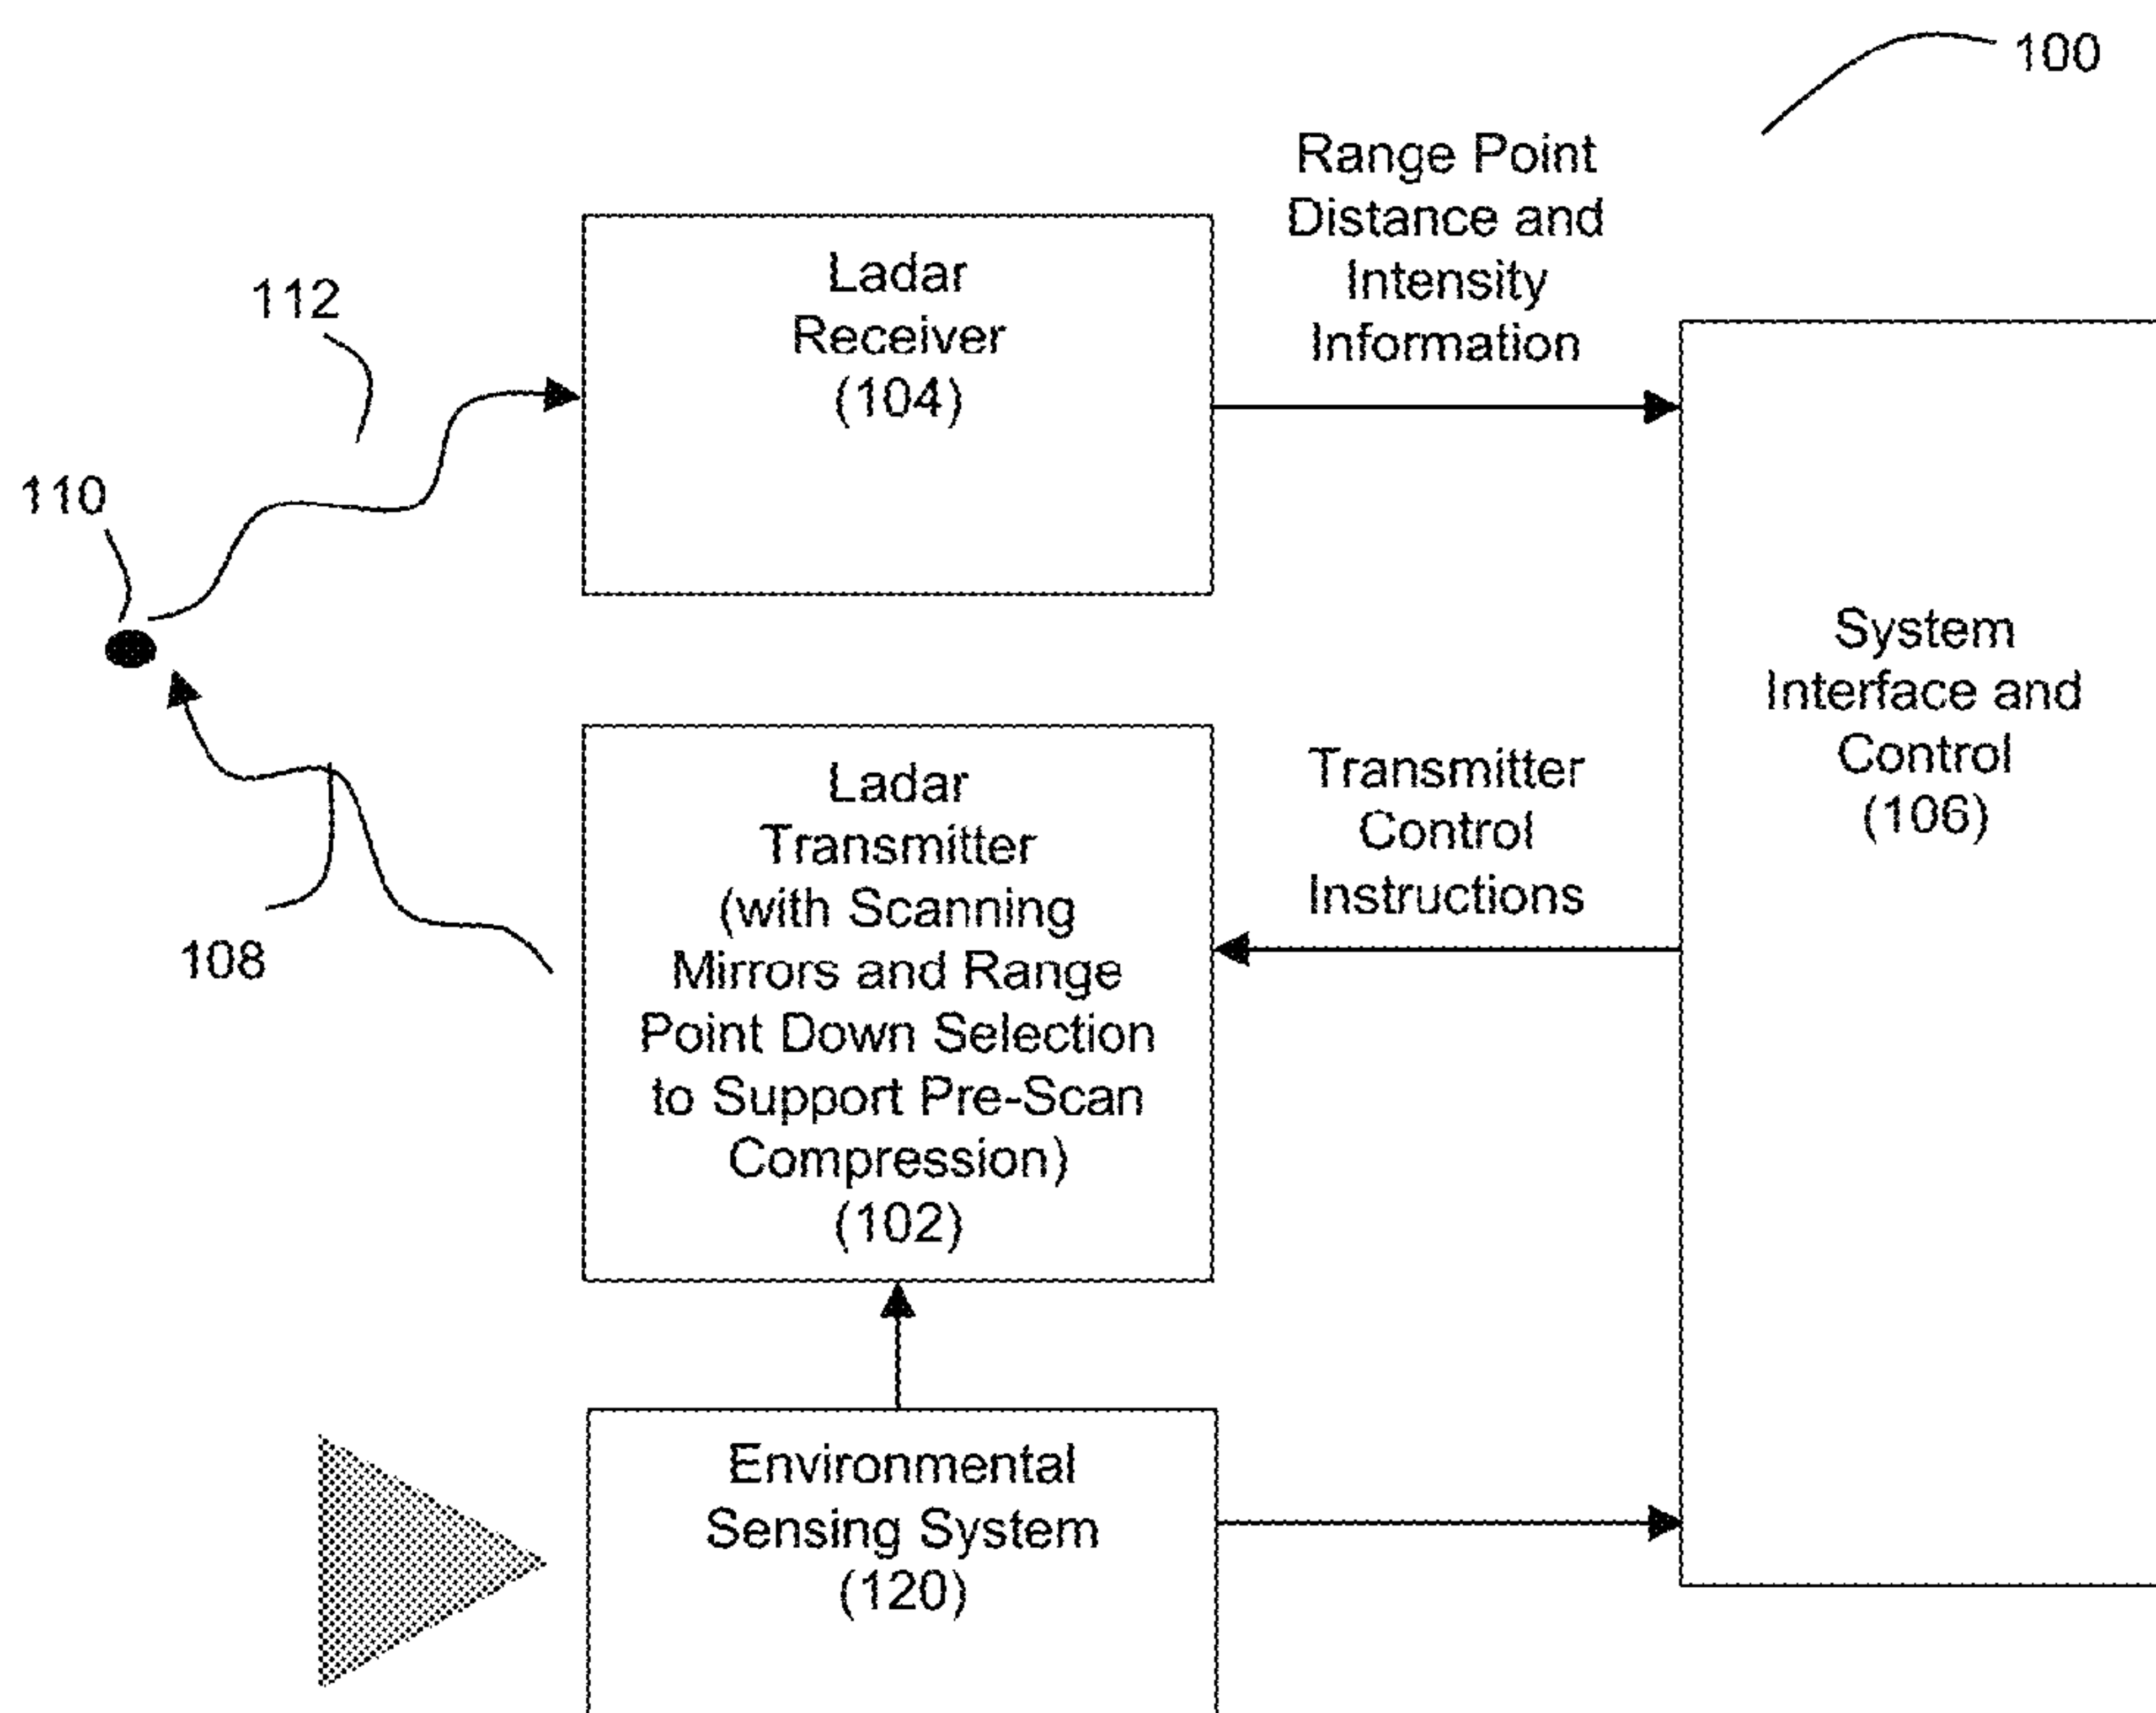 100
Range Point
Distance and
Intensity
Information
112
Ladar
Receiver
(104)
110
System
Interface and
Control
(106)
108
Ladar
Transmitter
(with Scanning
Mirrors and Range
Point Down Selection
to Support Pre-Scan
Compression)
(102)
Transmitter
Control
Instructions
Environmental
Sensing System
(120)